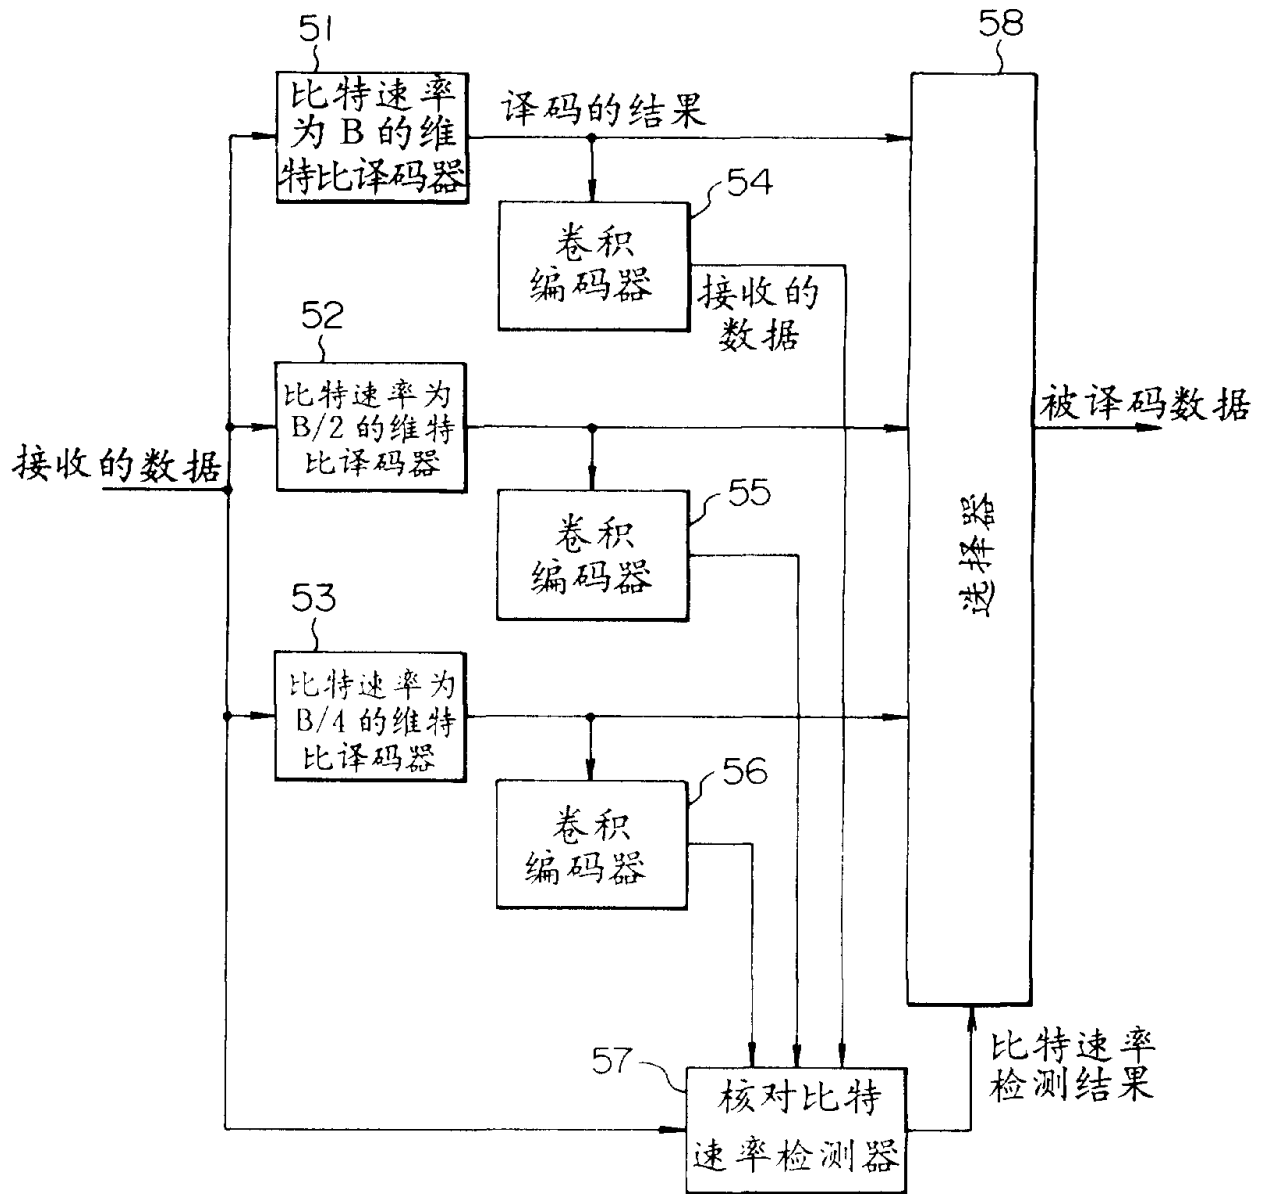 51
58
比特速率
为 B 的维
特比译码器
译码的结果
54
卷积
编码器
接收的
数据
52
比特速率为
B/2 的维特
比译码器
被译码数据
接收的数据
55
卷积
编码器
选择器
53
比特速率为
B/4 的维特
比译码器
56
卷积
编码器
57
核对比特
速率检测器
比特速率
检测结果